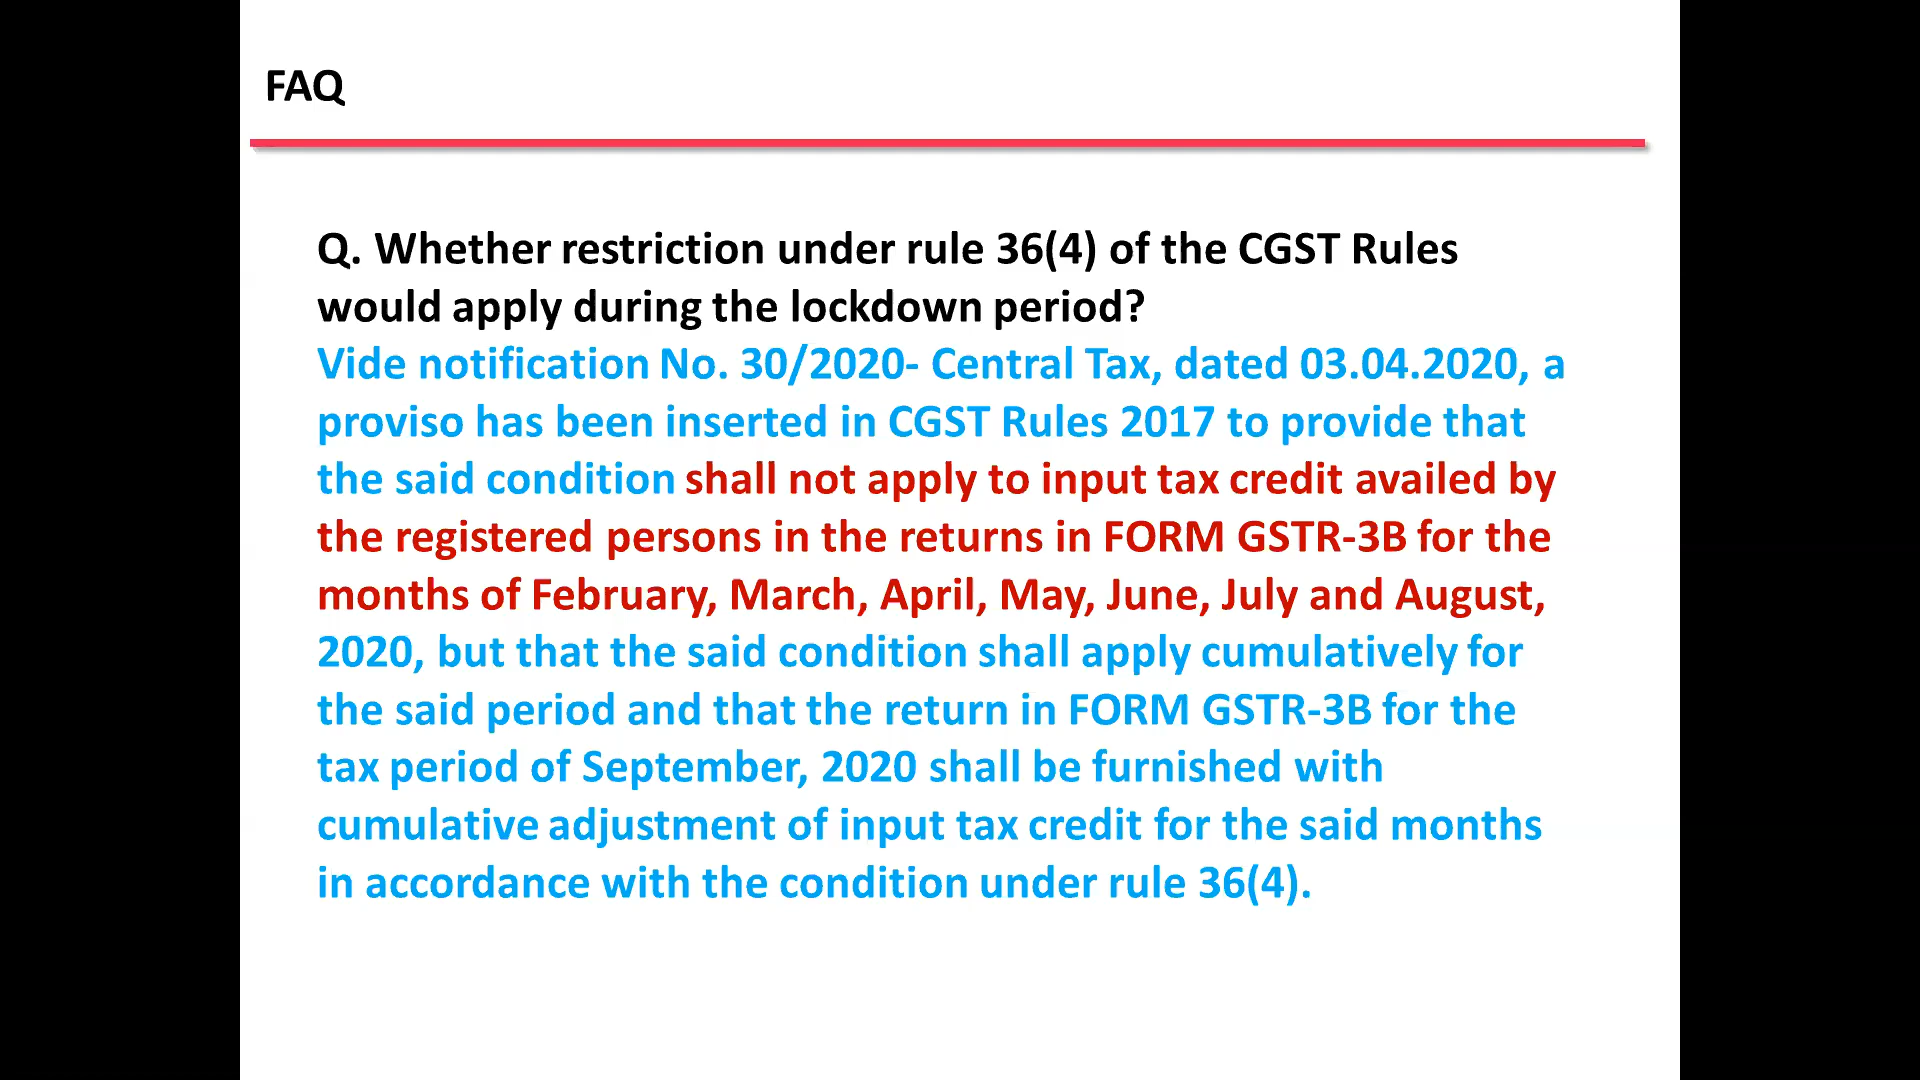 FAQ
Q. Whether restriction under rule 36(4) of the CGST Rules
would apply during the lockdown period?
Vide notification No. 30/2020- Central Tax, dated 03.04.2020, a
proviso has been inserted in CGST Rules 2017 to provide that
the said condition shall not apply to input tax credit availed by
the registered persons in the returns in FORM GSTR-3B for the
months of February, March, April, May, June, July and August,
2020, but that the said condition shall apply cumulatively for
the said period and that the return in FORM GSTR-3B for the
tax period of September, 2020 shall be furnished with
cumulative adjustment of input tax credit for the said months
in accordance with the condition under rule 36(4).